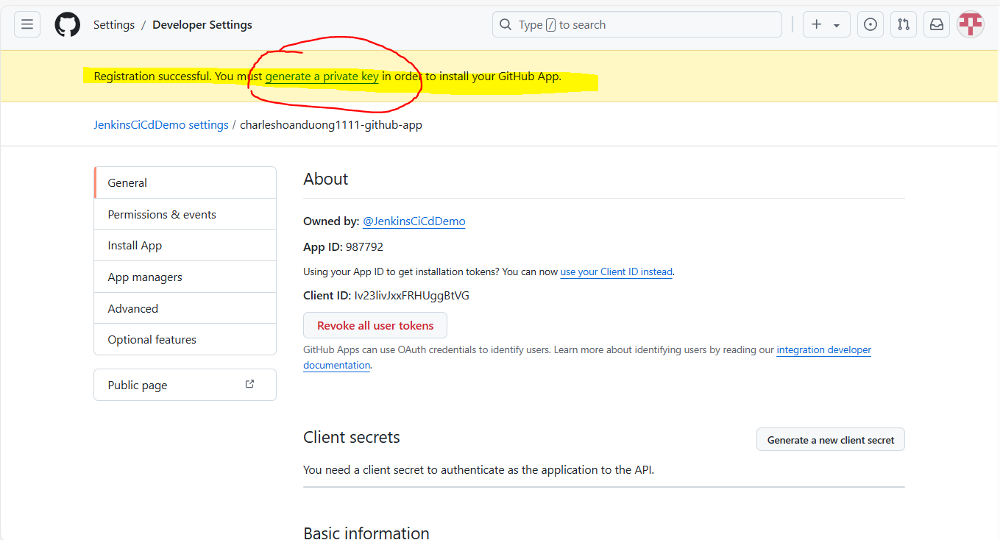 Settings / Developer Settings
Type / to search
Registration successful. You must generate a private key in order to install your GitHub App.
JenkinsCiCdDemo settings / charleshoanduong1111-github-app
General
Permissions & events
Install App
App managers
Advanced
Optional features
Public page
About
Owned by: @JenkinsCiCdDemo
App ID: 987792
Using your App ID to get installation tokens? You can now use your Client ID instead.
Client ID: Iv23livJxxFRHUggBtVG
Revoke all user tokens
GitHub Apps can use OAuth credentials to identify users. Learn more about identifying users by reading our integration developer
documentation.
Client secrets
Generate a new client secret
You need a client secret to authenticate as the application to the API.
Basic information